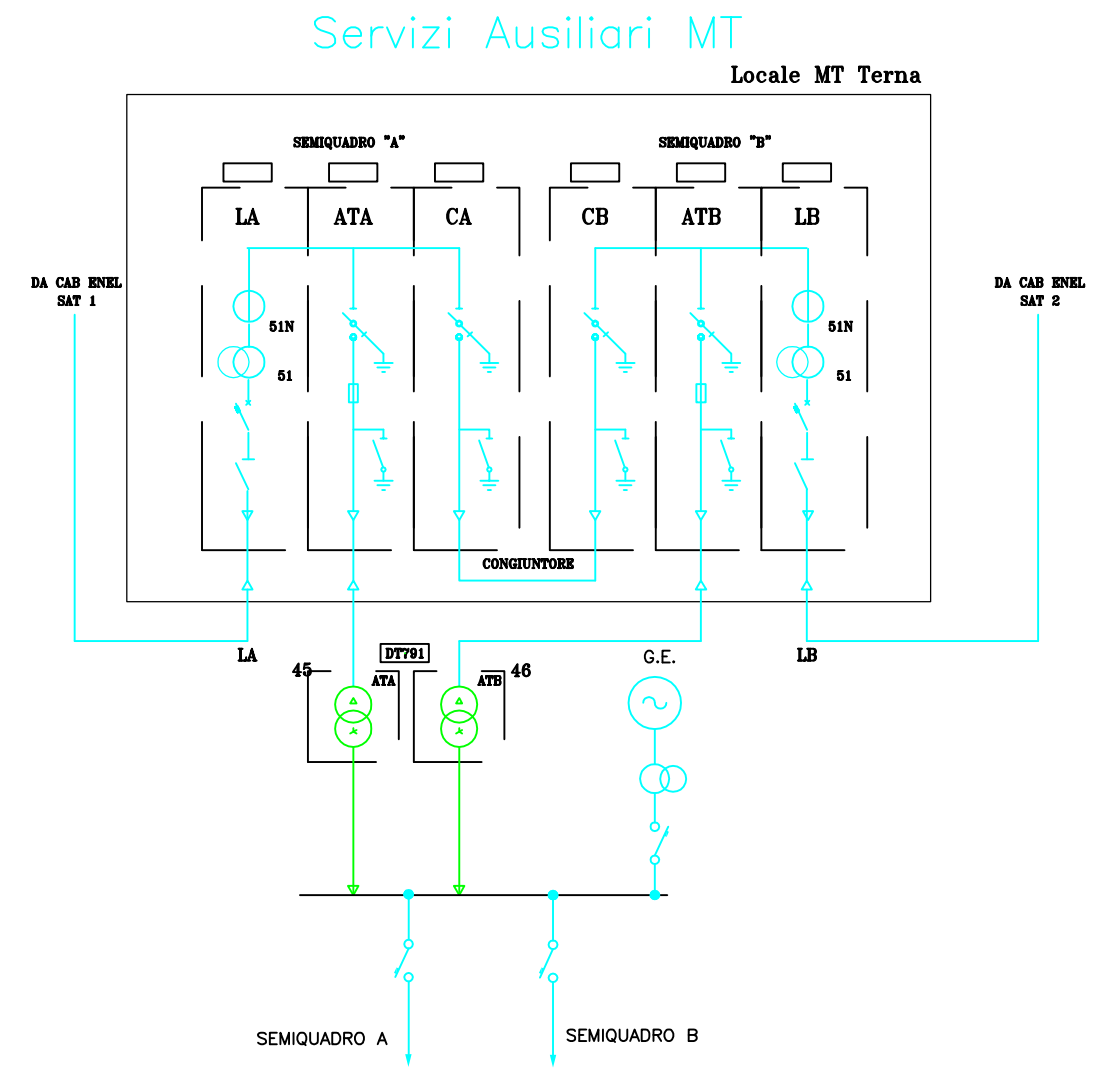 Servizi Ausiliari MT
Locale MT Terna
SEMIQUADRO "A"
SEMIQUADRO "B"
LA
ATA
CA
CB
ATB
LB
DA CAB ENEL
SAT 1
DA CAB ENEL
SAT 2
51N
51
51N
51
CONGIUNTORE
LA
45
DT791
ATA
ATB
46
G.E.
LB
SEMIQUADRO A
SEMIQUADRO B